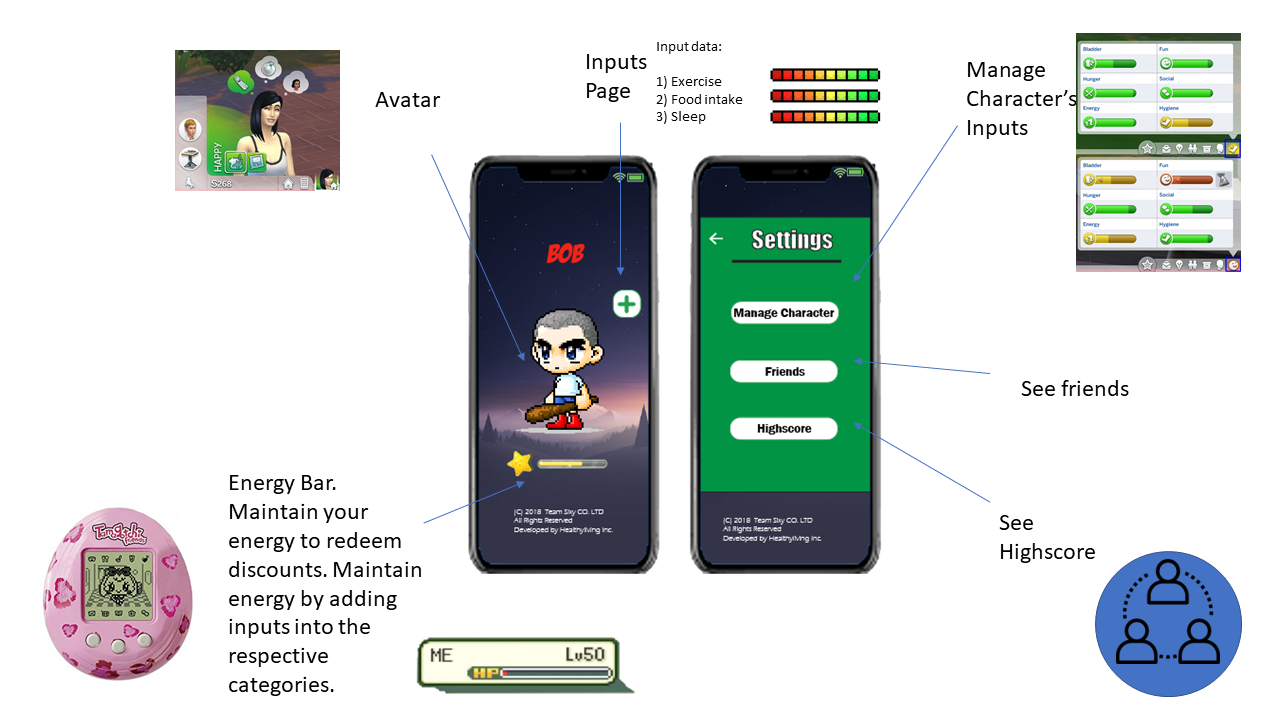 Avatar
HAPPY
S268
Inputs
Page
Input data:
1) Exercise
2) Food intake
3) Sleep
Manage
Character's
Inputs
Bladder
Fun
Hunger
Social
Energy
Hygiene
Bladder
Fun
Hunger
Social
Energy
Hygiene
BOB
(C) 2018 Team Sixy CO. LTD
All Rights Reserved
Developed by Healthyliving Inc.
Settings
Manage Character
Friends
Highscore
(C) 2018 Team Sixy CO. LTD
All Rights Reserved
Developed by Healthyliving Inc.
See friends
See
Highscore
Energy Bar.
Maintain your
energy to redeem
discounts. Maintain
energy by adding
inputs into the
respective
categories.
Friends
ME Lv50
HP